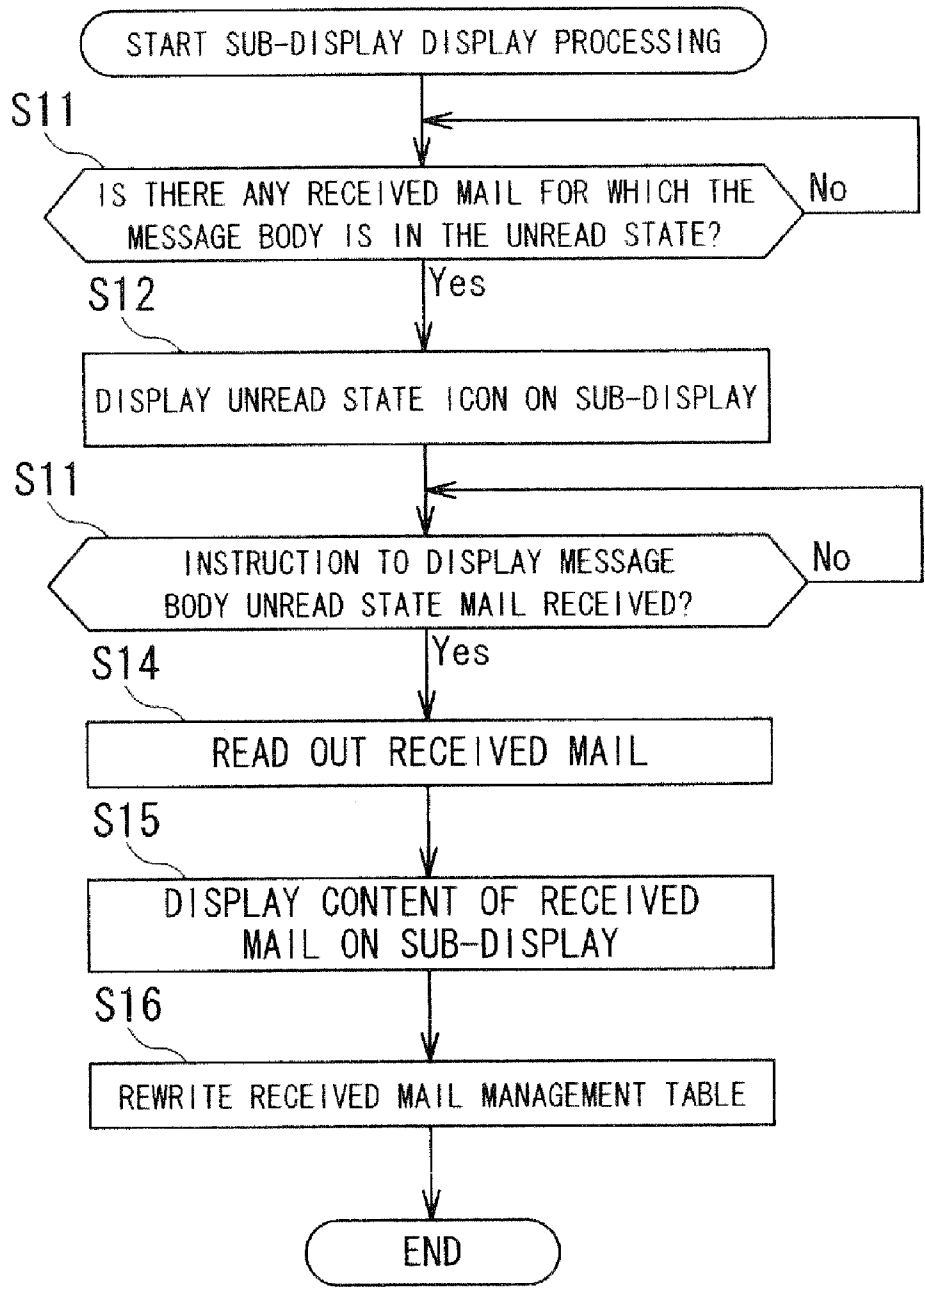 START SUB-DISPLAY DISPLAY PROCESSING
S11
IS THERE ANY RECEIVED MAIL FOR WHICH THE
MESSAGE BODY IS IN THE UNREAD STATE?
No
Yes
S12
DISPLAY UNREAD STATE ICON ON SUB-DISPLAY
S11
INSTRUCTION TO DISPLAY MESSAGE
BODY UNREAD STATE MAIL RECEIVED?
No
Yes
S14
READ OUT RECEIVED MAIL
S15
DISPLAY CONTENT OF RECEIVED
MAIL ON SUB-DISPLAY
S16
REWRITE RECEIVED MAIL MANAGEMENT TABLE
END